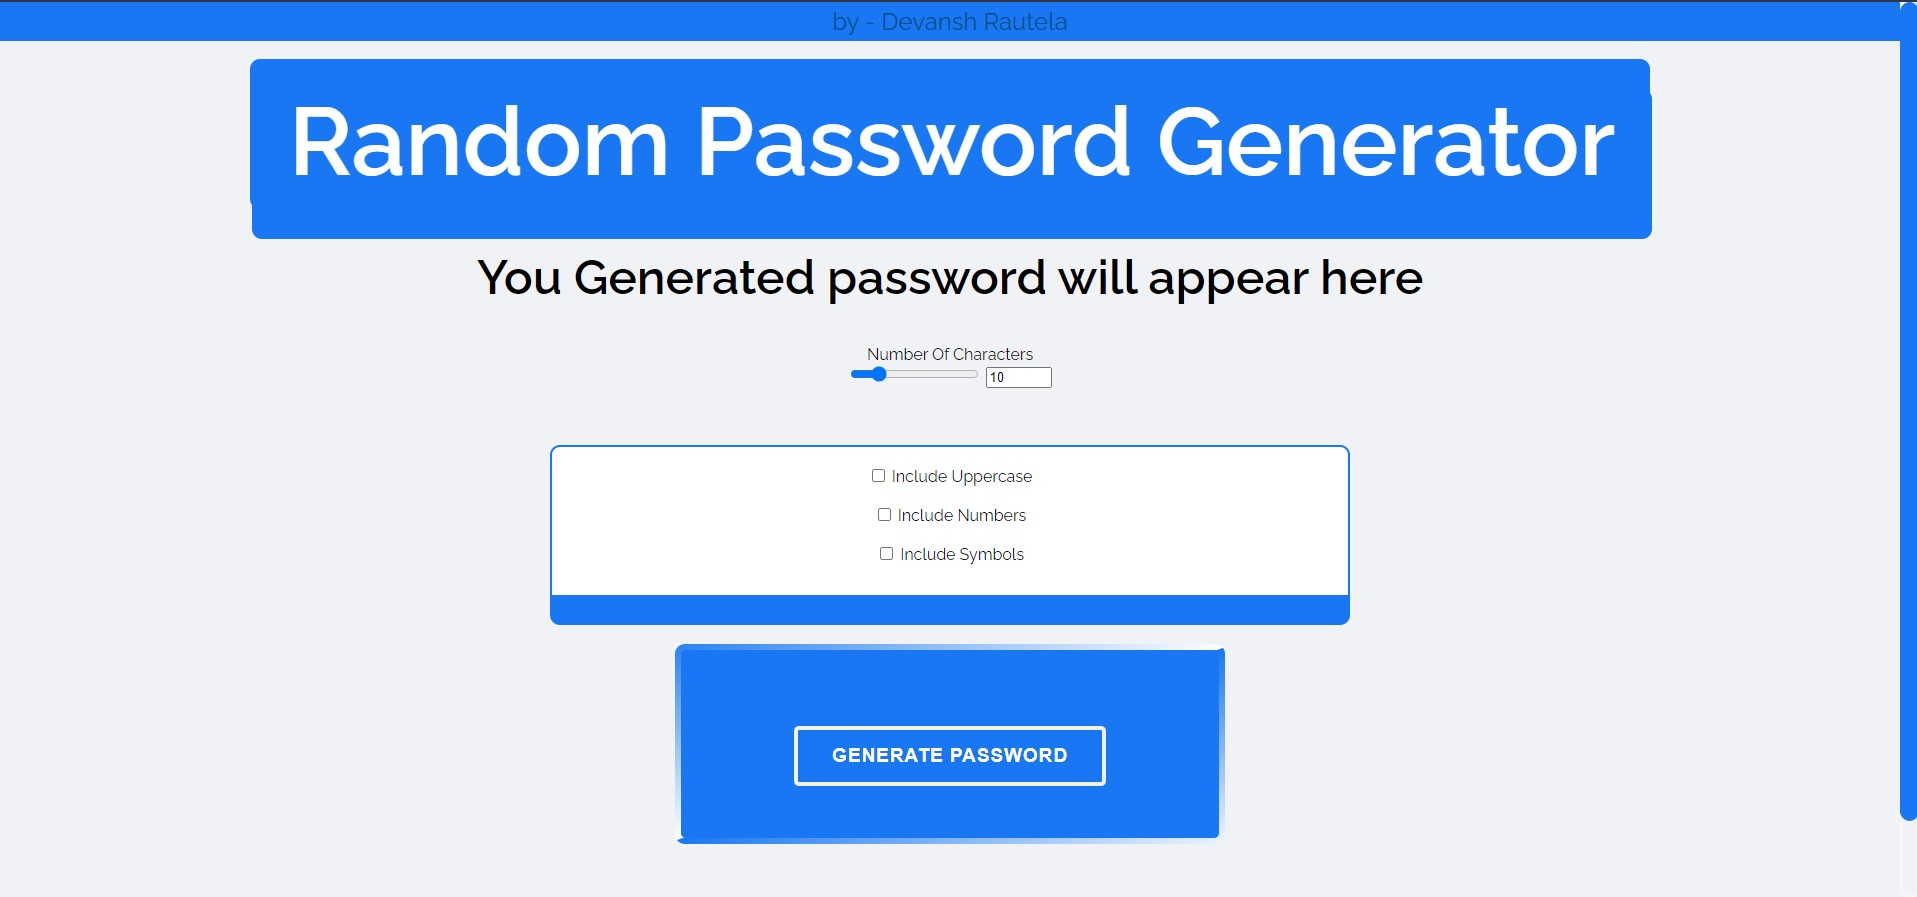 by - Devansh Rautela
Random Password Generator
You Generated password will appear here
Number Of Characters
10
Include Uppercase
Include Numbers
Include Symbols
GENERATE PASSWORD